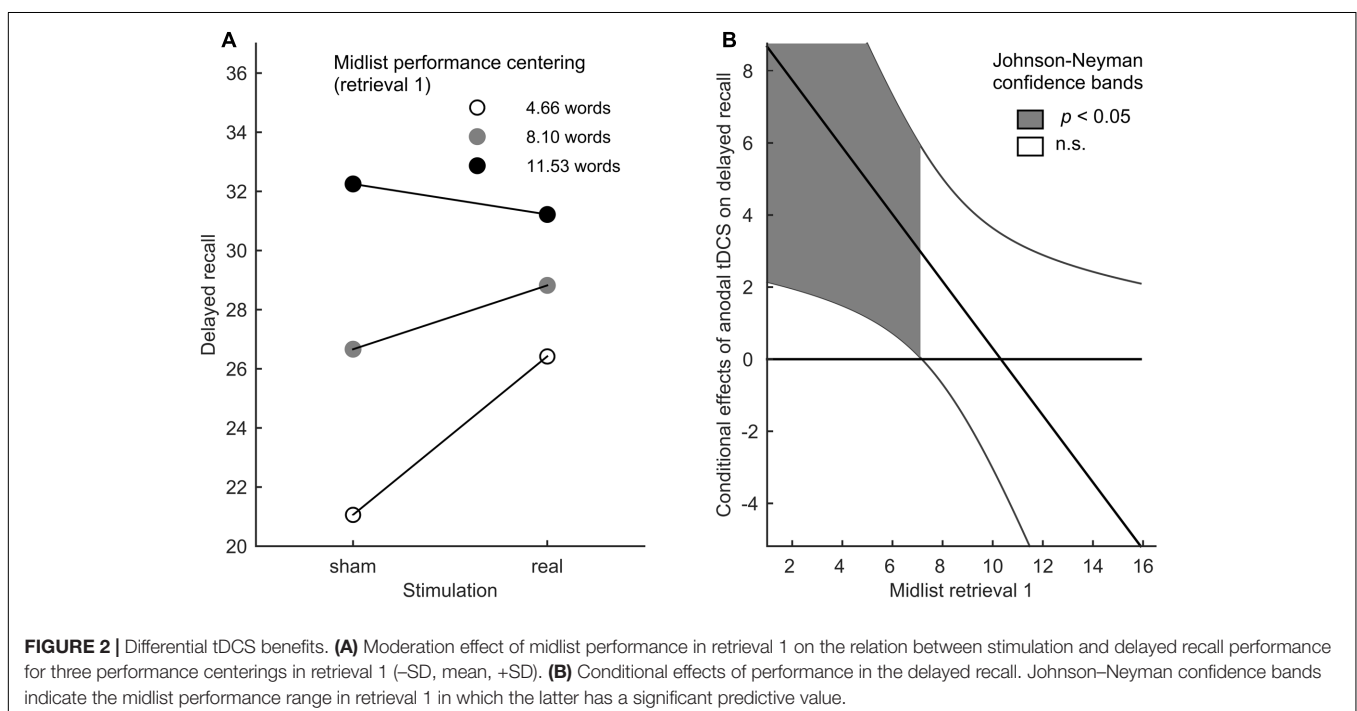 A
Midlist performance centering
(retrieval 1)
4.66 words
8.10 words
11.53 words
Delayed recall
36
34
32
30
28
26
24
22
20
sham
real
Stimulation
B
Johnson-Neyman
confidence bands
p < 0.05
n.s.
Conditional effects of anodal tDCS on delayed recall
8
6
4
2
0
-2
-4
2 4 6 8 10 12 14 16
Midlist retrieval 1
FIGURE 2 | Differential tDCS benefits. (A) Moderation effect of midlist performance in retrieval 1 on the relation between stimulation and delayed recall performance
for three performance centerings in retrieval 1 (–SD, mean, +SD). (B) Conditional effects of performance in the delayed recall. Johnson–Neyman confidence bands
indicate the midlist performance range in retrieval 1 in which the latter has a significant predictive value.